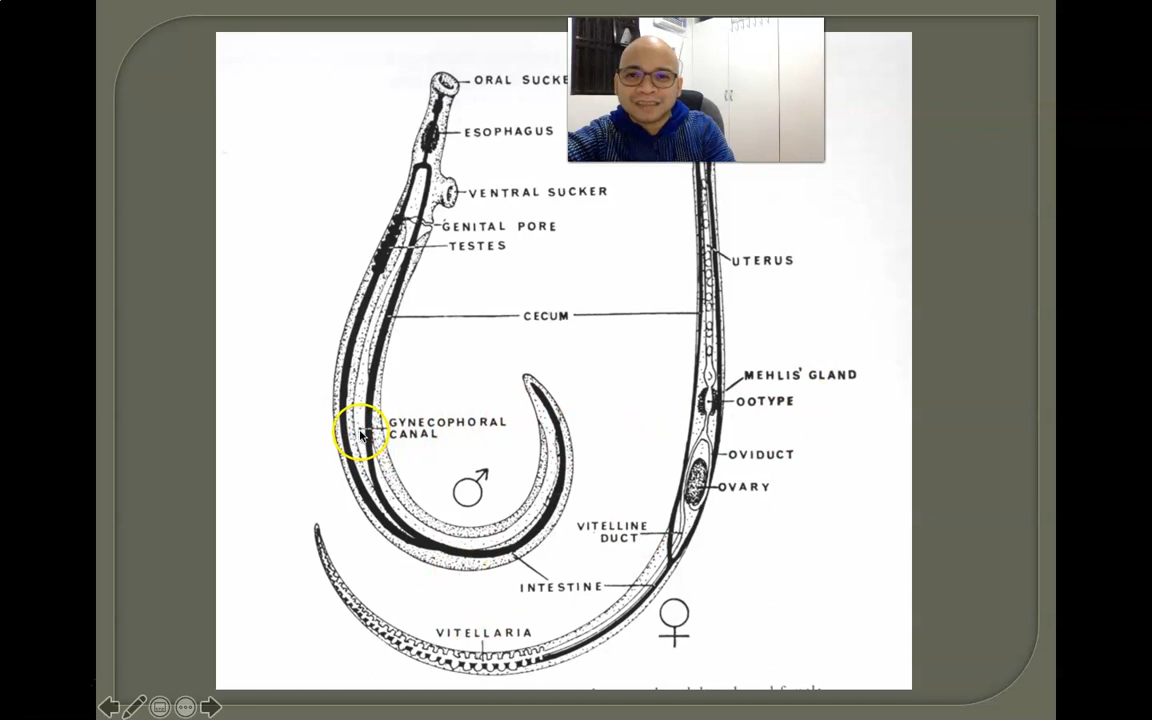 ORAL SUCKE
ESOPHAGUS
VENTRAL SUCKER
GENITAL PORE
TESTES
UTERUS
CECUM
MEHLIS' GLAND
OOTYPE
GYNECOPHORAL
CANAL
OVIDUCT
OVARY
VITELLINE
DUCT
INTESTINE
VITELLARIA